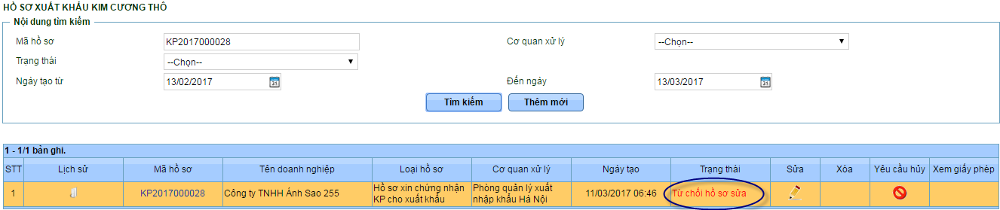 HỒ SƠ XUẤT KHẨU KIM CƯƠNG THÔ
Nội dung tìm kiếm
Mã hồ sơ KP2017000028 Cơ quan xử lý --Chọn--
Trạng thái --Chọn--
Ngày tạo từ 13/02/2017 31 Đến ngày 13/03/2017 31
Tìm kiếm Thêm mới
1 - 1/1 bản ghi.
STT Lịch sử Mã hồ sơ Tên doanh nghiệp Loại hồ sơ Cơ quan xử lý Ngày tạo Trạng thái Sửa Xóa Yêu cầu hủy Xem giấy phép
1 KP2017000028 Công ty TNHH Ánh Sao 255 Hồ sơ xin chứng nhận Phòng quản lý xuất 11/03/2017 06:46 Từ chối hồ sơ sửa
KP cho xuất khẩu nhập khẩu Hà Nội